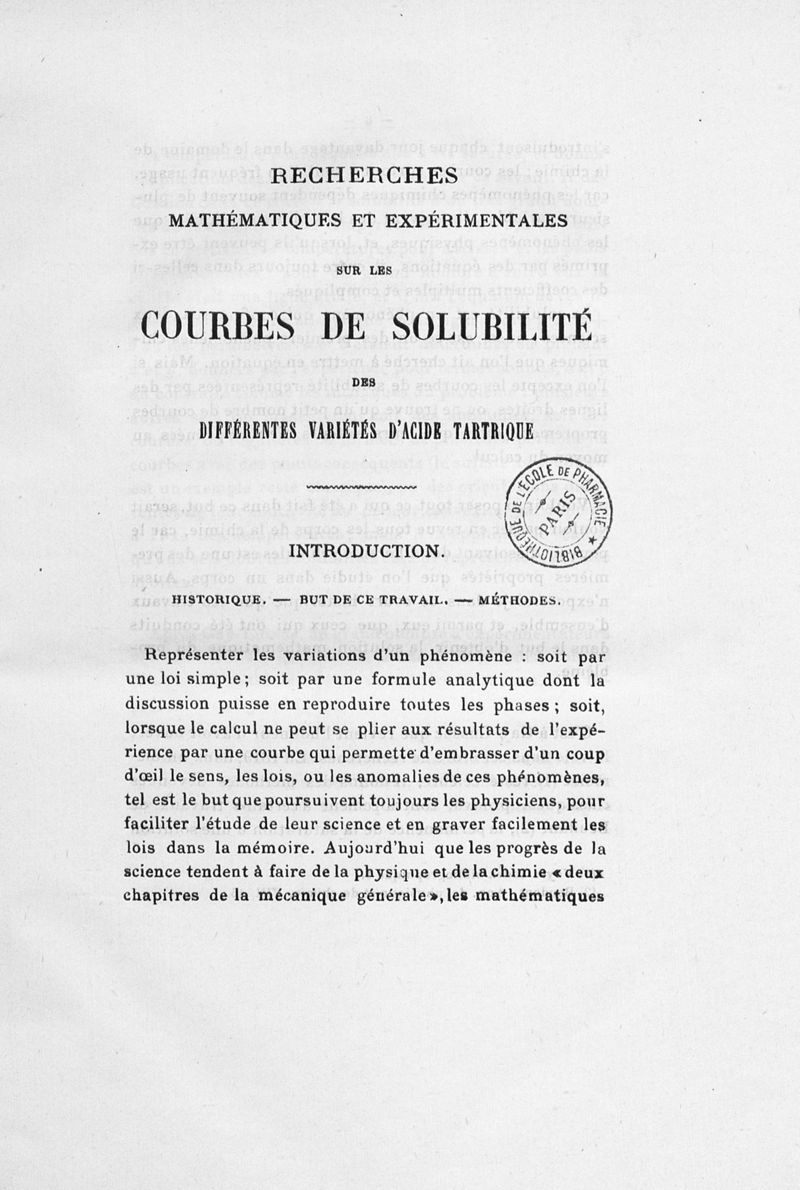 RECHERCHES
MATHÉMATIQUES ET EXPÉRIMENTALES
SUR LES
COURBES DE SOLUBILITÉ
DES
DIFFÉRENTES VARIÉTÉS D'ACIDE TARTRIQUE
BIBLIOTHÈQUE DE L'ÉCOLE DE PHARMACIE
PARIS
INTRODUCTION.
HISTORIQUE. — BUT DE CE TRAVAIL. — MÉTHODES.
Représenter les variations d'un phénomène : soit par
une loi simple ; soit par une formule analytique dont la
discussion puisse en reproduire toutes les phases ; soit,
lorsque le calcul ne peut se plier aux résultats de l'expé-
rience par une courbe qui permette d'embrasser d'un coup
d'œil le sens, les lois, ou les anomalies de ces phénomènes,
tel est le but que poursuivent toujours les physiciens, pour
faciliter l'étude de leur science et en graver facilement les
lois dans la mémoire. Aujourd'hui que les progrès de la
science tendent à faire de la physique et de la chimie « deux
chapitres de la mécanique générale », les mathématiques